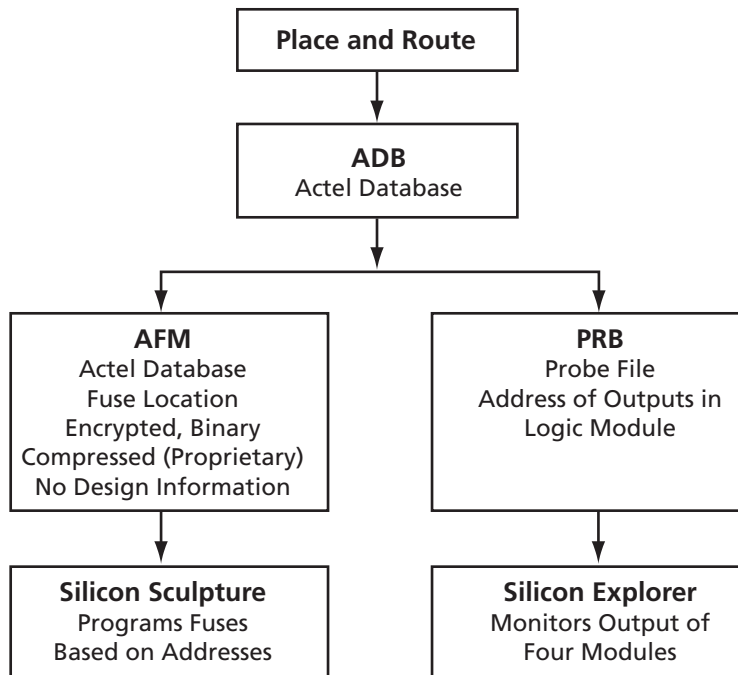 Place and Route
ADB
Actel Database
AFM
Actel Database
Fuse Location
Encrypted, Binary
Compressed (Proprietary)
No Design Information
PRB
Probe File
Address of Outputs in
Logic Module
Silicon Sculpture
Programs Fuses
Based on Addresses
Silicon Explorer
Monitors Output of
Four Modules